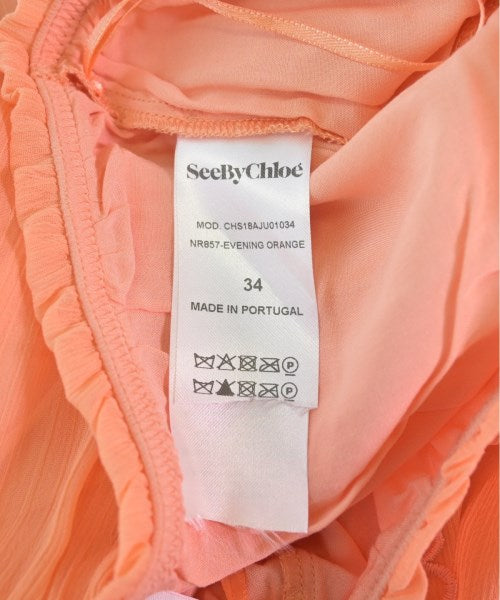 SeeByChloé
MOD. CHS18AJU01034
NR857-EVENING ORANGE
34
MADE IN PORTUGAL
P
P